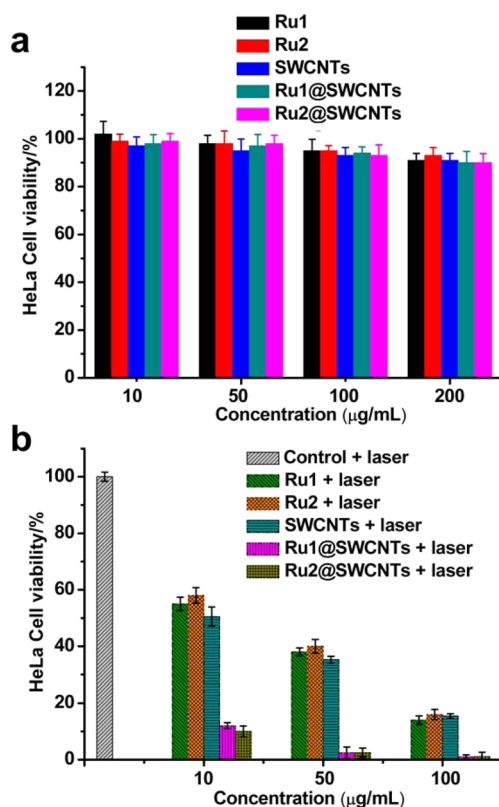 a
Ru1
Ru2
SWCNTs
Ru1@SWCNTs
Ru2@SWCNTs
HeLa Cell viability/%
120
100
80
60
40
20
0
10 50 100 200
Concentration (μg/mL)
b
Control + laser
Ru1 + laser
Ru2 + laser
SWCNTs + laser
Ru1@SWCNTs + laser
Ru2@SWCNTs + laser
HeLa Cell viability/%
100
80
60
40
20
0
10 50 100
Concentration (μg/mL)